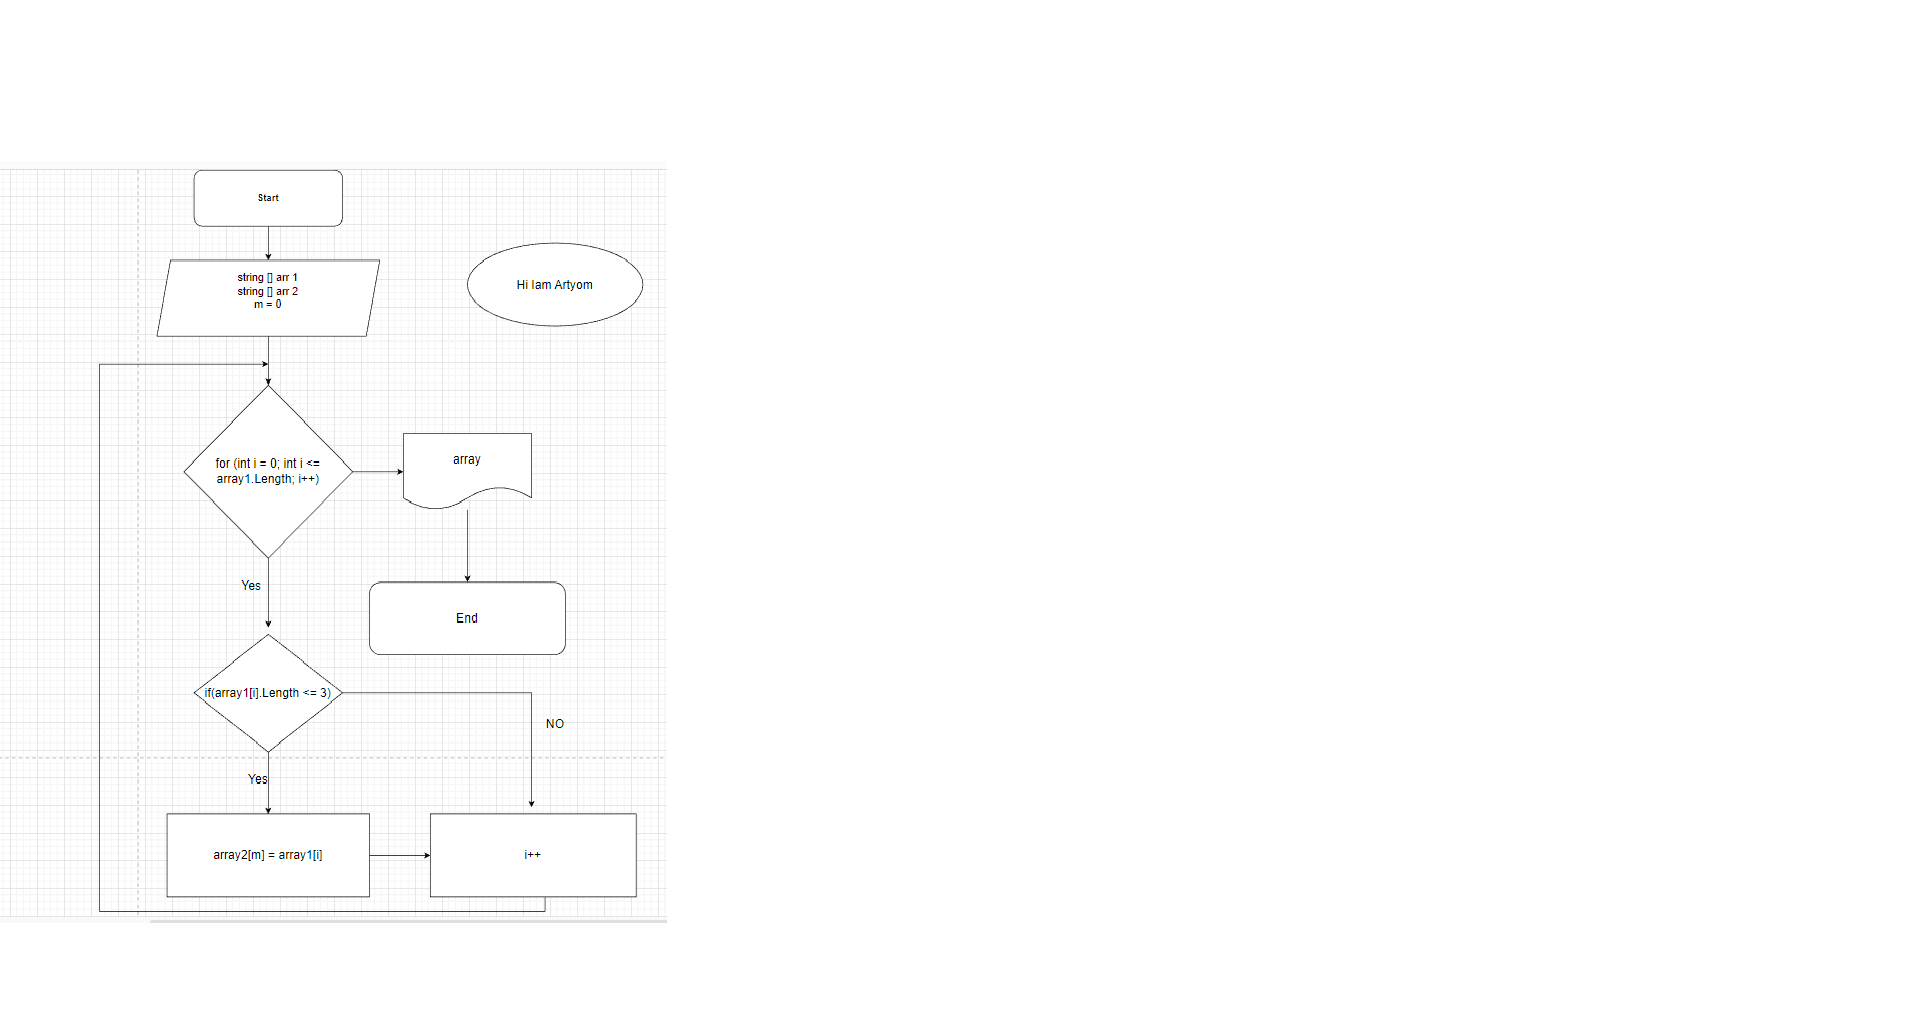 Start
string [] arr 1
string [] arr 2
m = 0
Hi Iam Artyom
for (int i = 0; int i <=
array1.Length; i++)
array
Yes
End
if(array1[i].Length <= 3)
NO
Yes
array2[m] = array1[i]
i++